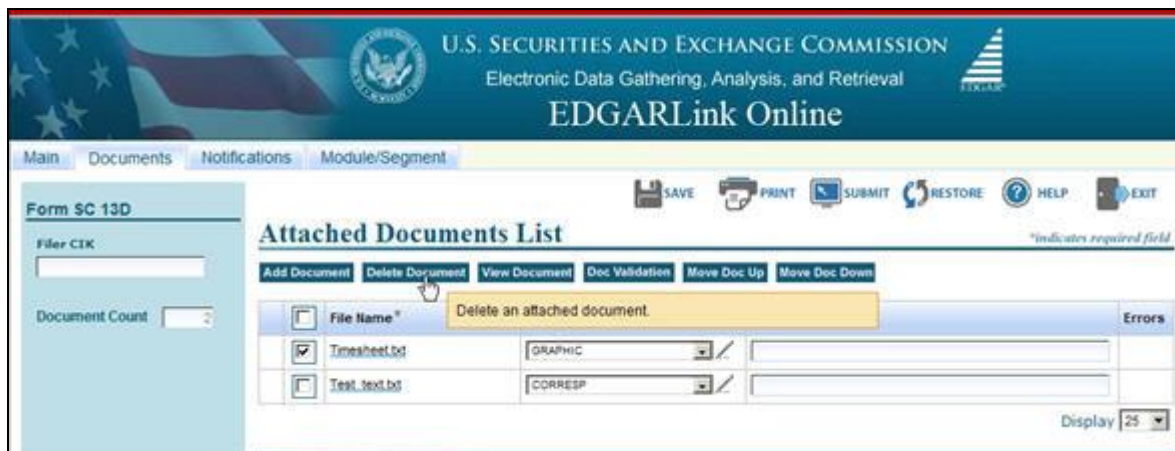 U.S. SECURITIES AND EXCHANGE COMMISSION
Electronic Data Gathering, Analysis, and Retrieval
EDGARLink Online
EDGAR
Main Documents Notifications Module/Segment
SAVE PRINT SUBMIT RESTORE HELP EXIT
Form SC 13D
Attached Documents List
*indicates required field
Filer CIK
Add Document Delete Document View Document Doc Validation Move Doc Up Move Doc Down
Delete an attached document.
Document Count 2
File Name* Errors
Timesheet.txt GRAPHIC
Test_text.txt CORRESP
Display 25